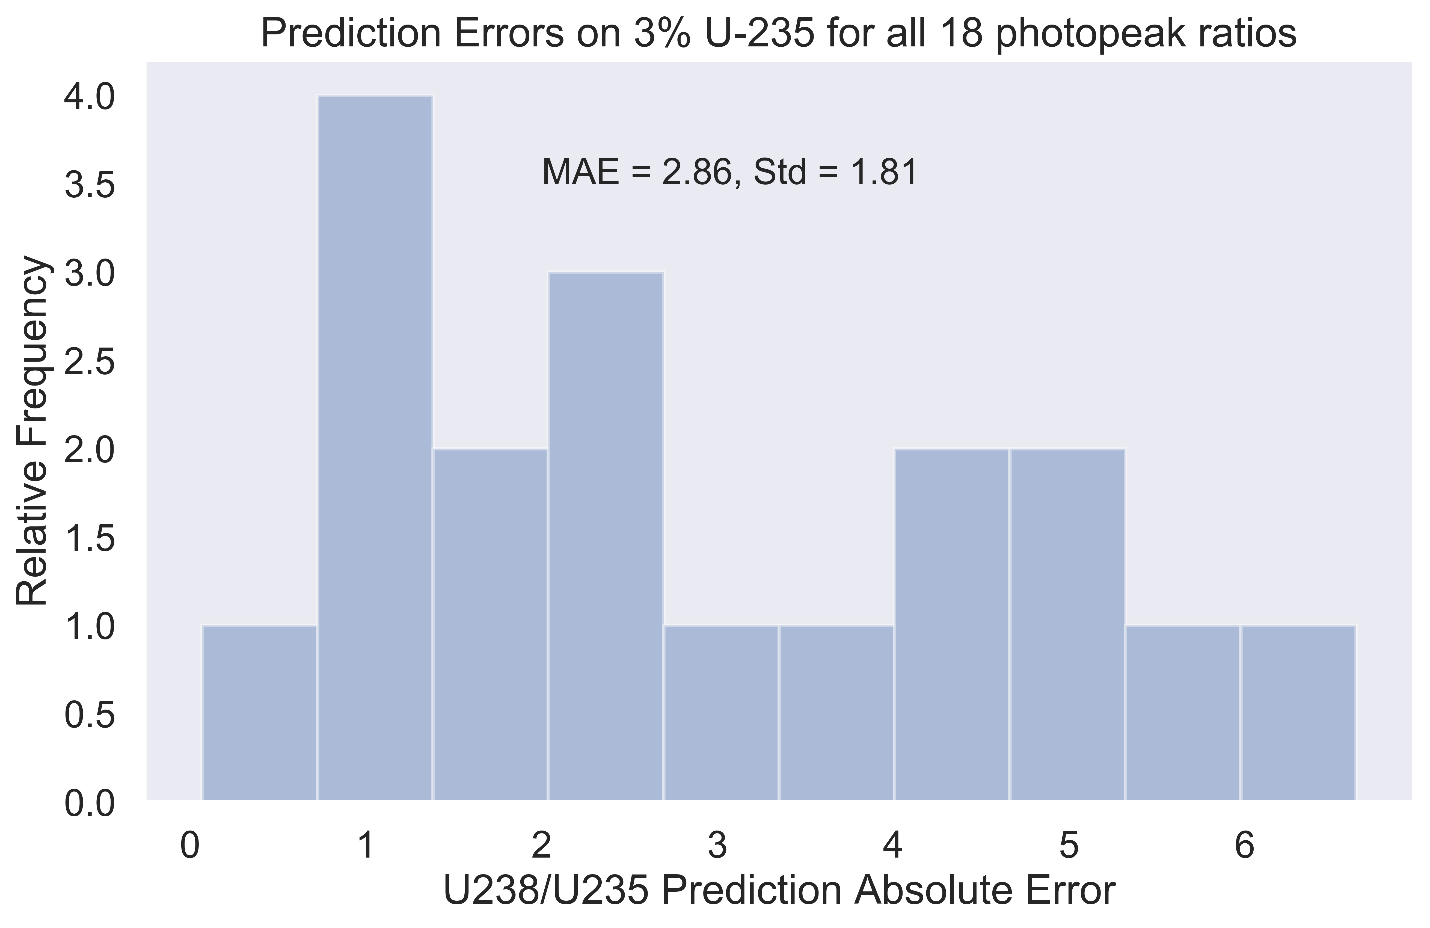 Prediction Errors on 3% U-235 for all 18 photopeak ratios
MAE = 2.86, Std = 1.81
Relative Frequency
4.0
3.5
3.0
2.5
2.0
1.5
1.0
0.5
0.0
0 1 2 3 4 5 6
U238/U235 Prediction Absolute Error